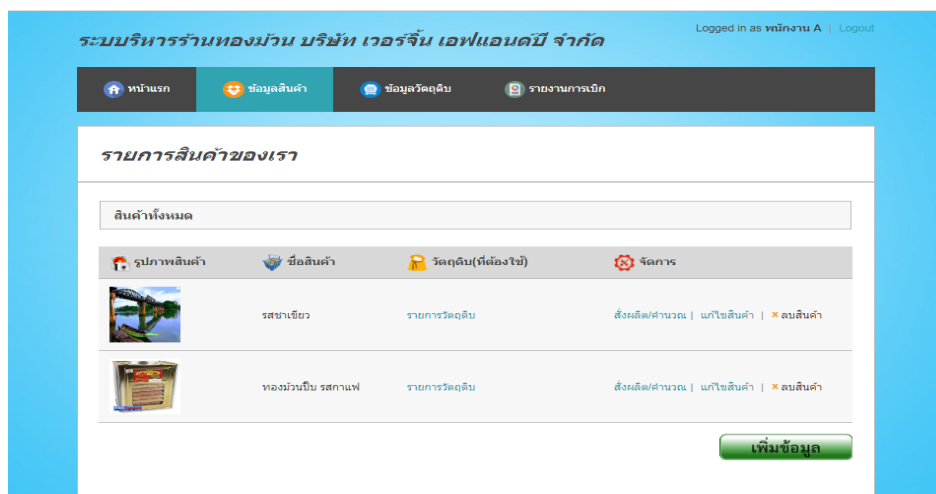 Logged in as พนักงาน A | Logout
ระบบริหารร้านทองม้วน บริษัท เวอร์จิ้น เอฟแอนด์บี จำกัด
หน้าแรก ข้อมูลสินค้า ข้อมูลวัตถุดิบ รายงานการเบิก
รายการสินค้าของเรา
สินค้าทั้งหมด
รูปภาพสินค้า ชื่อสินค้า วัตถุดิบ(ที่ต้องใช้) จัดการ
รสชาเขียว รายการวัตถุดิบ สั่งผลิต/คำนวณ | แก้ไขสินค้า | ลบสินค้า
ทองม้วนปี๊บ รสกาแฟ รายการวัตถุดิบ สั่งผลิต/คำนวณ | แก้ไขสินค้า | ลบสินค้า
เพิ่มข้อมูล